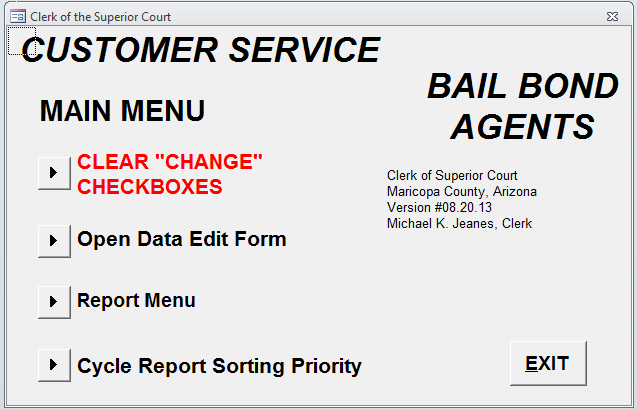 Clerk of the Superior Court
CUSTOMER SERVICE
BAIL BOND
AGENTS
MAIN MENU
CLEAR "CHANGE"
CHECKBOXES
Clerk of Superior Court
Maricopa County, Arizona
Version #08.20.13
Michael K. Jeanes, Clerk
Open Data Edit Form
Report Menu
Cycle Report Sorting Priority
EXIT